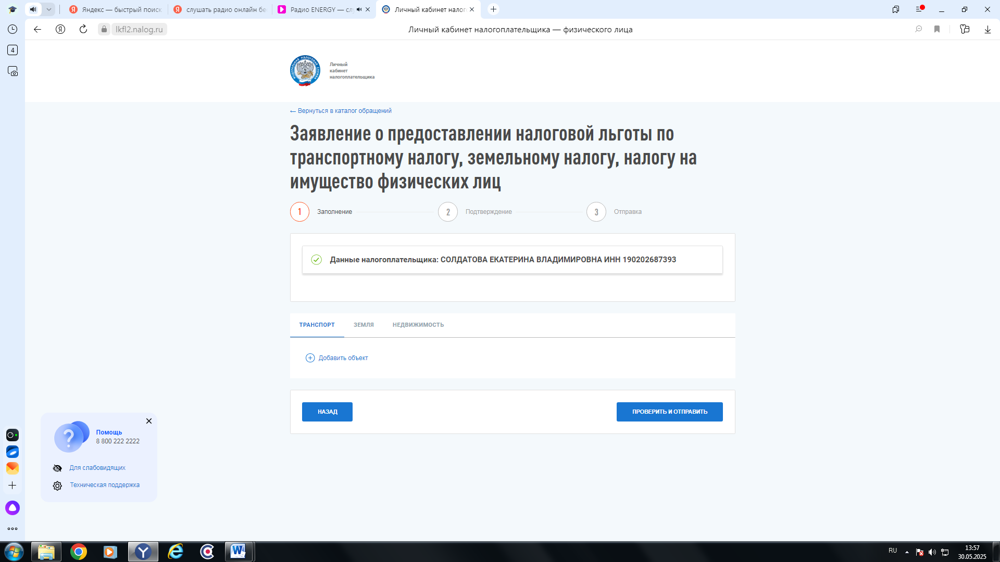 Яндекс — быстрый поиск
слушать радио онлайн бе
Радио ENERGY — сл
Личный кабинет налог
4
lkfl2.nalog.ru
Личный кабинет налогоплательщика — физического лица
Личный
кабинет
налогоплательщика
← Вернуться в каталог обращений
Заявление о предоставлении налоговой льготы по
транспортному налогу, земельному налогу, налогу на
имущество физических лиц
1 Заполнение
2 Подтверждение
3 Отправка
Данные налогоплательщика: СОЛДАТОВА ЕКАТЕРИНА ВЛАДИМИРОВНА ИНН 190202687393
ТРАНСПОРТ
ЗЕМЛЯ
НЕДВИЖИМОСТЬ
Добавить объект
НАЗАД
ПРОВЕРИТЬ И ОТПРАВИТЬ
Помощь
8 800 222 2222
Для слабовидящих
Техническая поддержка
RU
13:57
30.05.2025